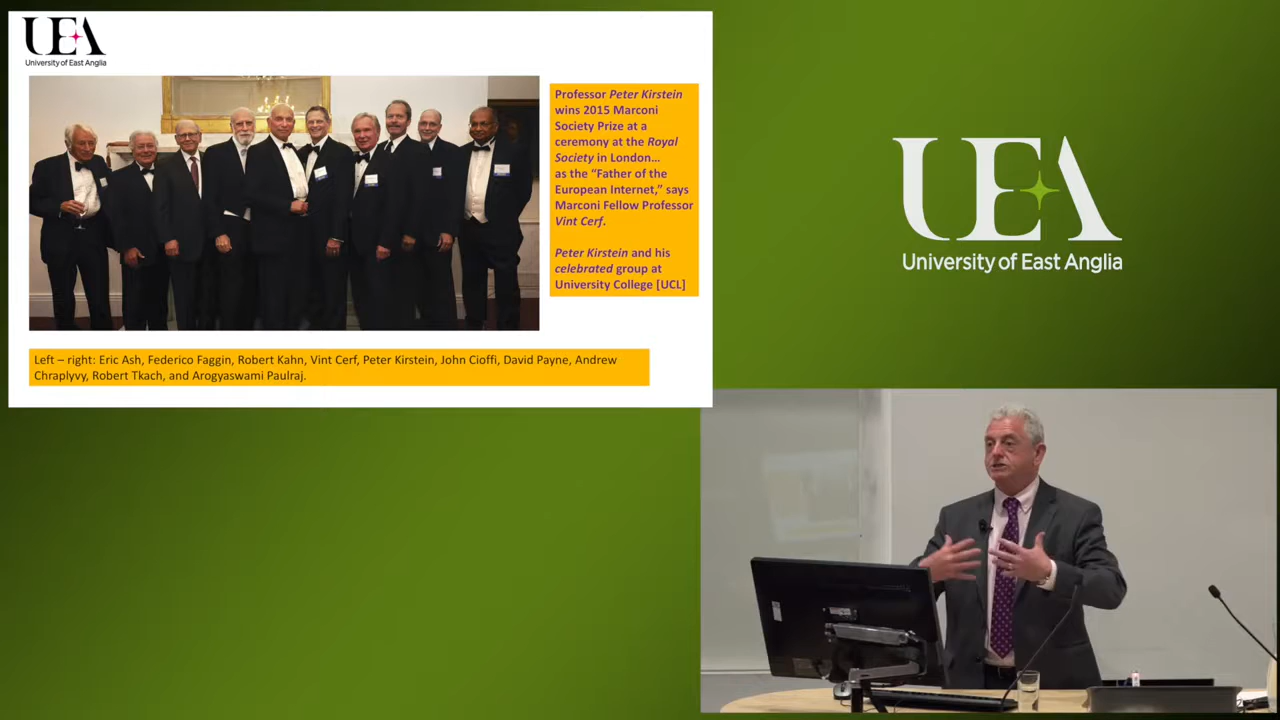 UEA
University of East Anglia
Professor Peter Kirstein
wins 2015 Marconi
Society Prize at a
ceremony at the Royal
Society in London…
as the “Father of the
European Internet,” says
Marconi Fellow Professor
Vint Cerf.
Peter Kirstein and his
celebrated group at
University College [UCL]
Left – right: Eric Ash, Federico Faggin, Robert Kahn, Vint Cerf, Peter Kirstein, John Cioffi, David Payne, Andrew
Chraplyvy, Robert Tkach, and Arogyaswami Paulraj.
UEA
University of East Anglia